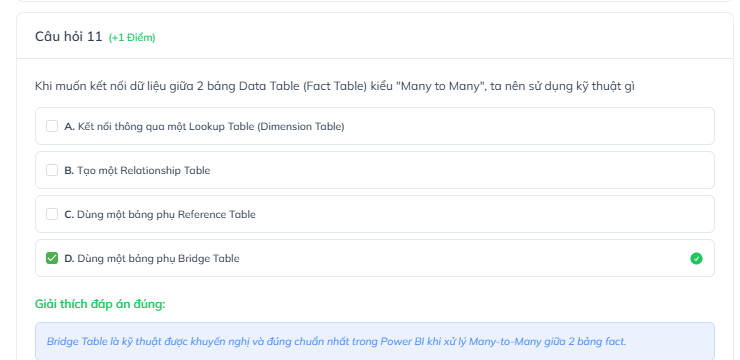 Câu hỏi 11 (+1 Điểm)
Khi muốn kết nối dữ liệu giữa 2 bảng Data Table (Fact Table) kiểu "Many to Many", ta nên sử dụng kỹ thuật gì
A. Kết nối thông qua một Lookup Table (Dimension Table)
B. Tạo một Relationship Table
C. Dùng một bảng phụ Reference Table
D. Dùng một bảng phụ Bridge Table
Giải thích đáp án đúng:
Bridge Table là kỹ thuật được khuyến nghị và đúng chuẩn nhất trong Power BI khi xử lý Many-to-Many giữa 2 bảng fact.